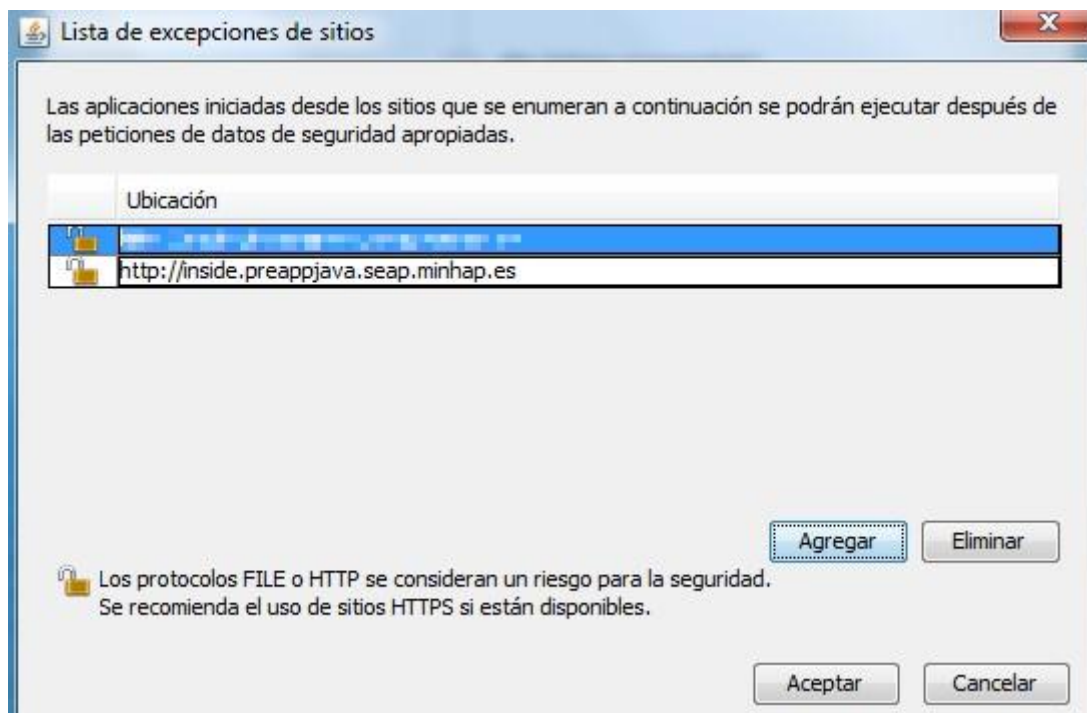 Lista de excepciones de sitios
Las aplicaciones iniciadas desde los sitios que se enumeran a continuación se podrán ejecutar después de
las peticiones de datos de seguridad apropiadas.
Ubicación
http://inside.preappjava.seap.minhap.es
Agregar
Eliminar
Los protocolos FILE o HTTP se consideran un riesgo para la seguridad.
Se recomienda el uso de sitios HTTPS si están disponibles.
Aceptar
Cancelar